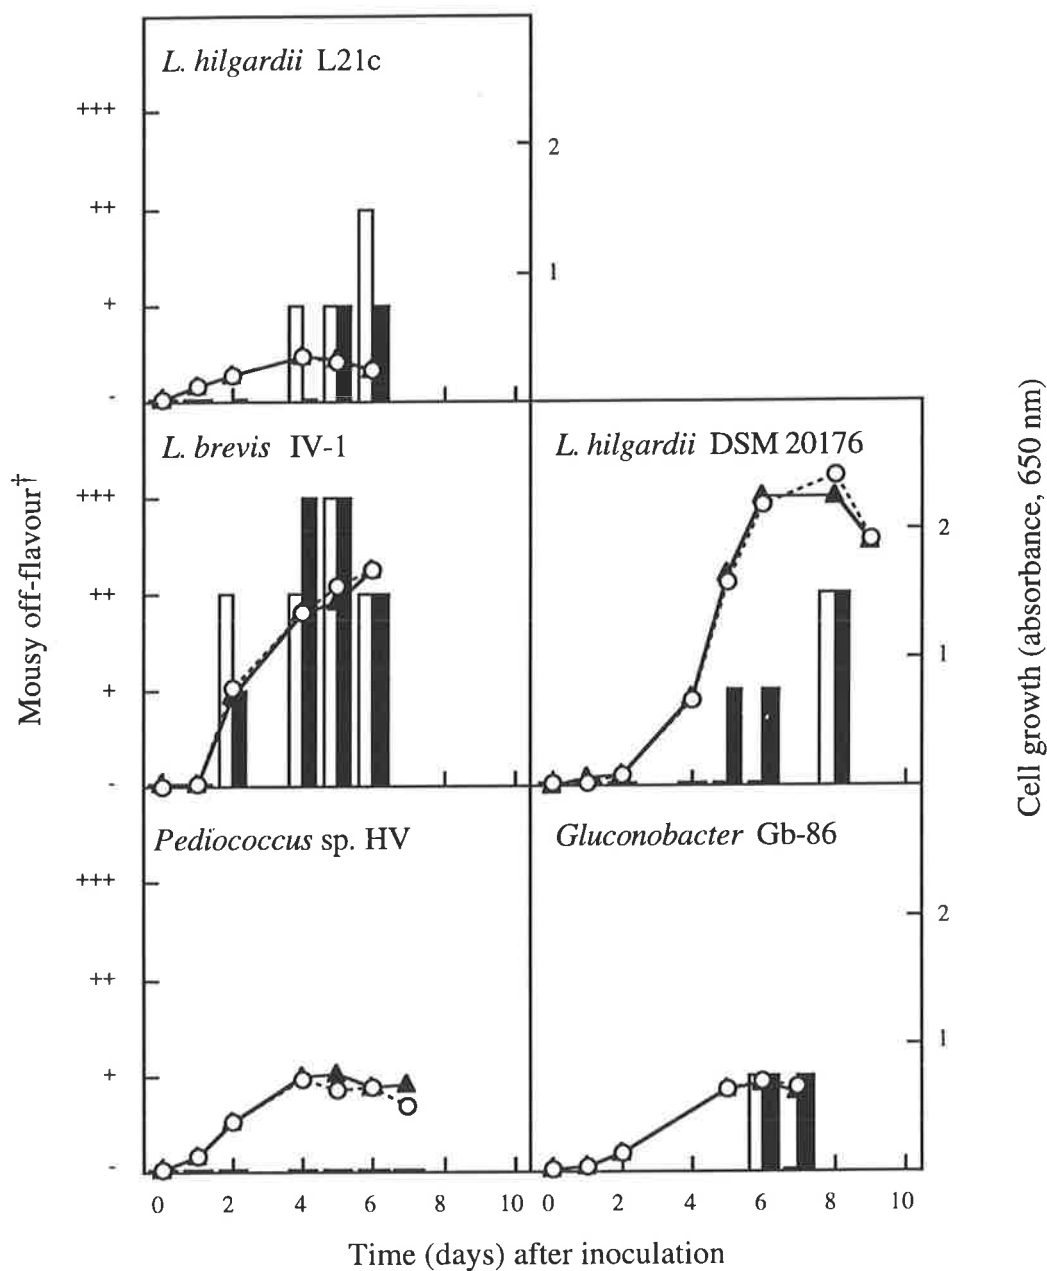 L. hilgardii L21c
+++
++
+
-
2
1
L. brevis IV-1
+++
++
+
-
L. hilgardii DSM 20176
2
1
Pediococcus sp. HV
+++
++
+
-
Gluconobacter Gb-86
2
1
0 2 4 6 8 10
0 2 4 6 8 10
Time (days) after inoculation
Mousy off-flavour†
Cell growth (absorbance, 650 nm)